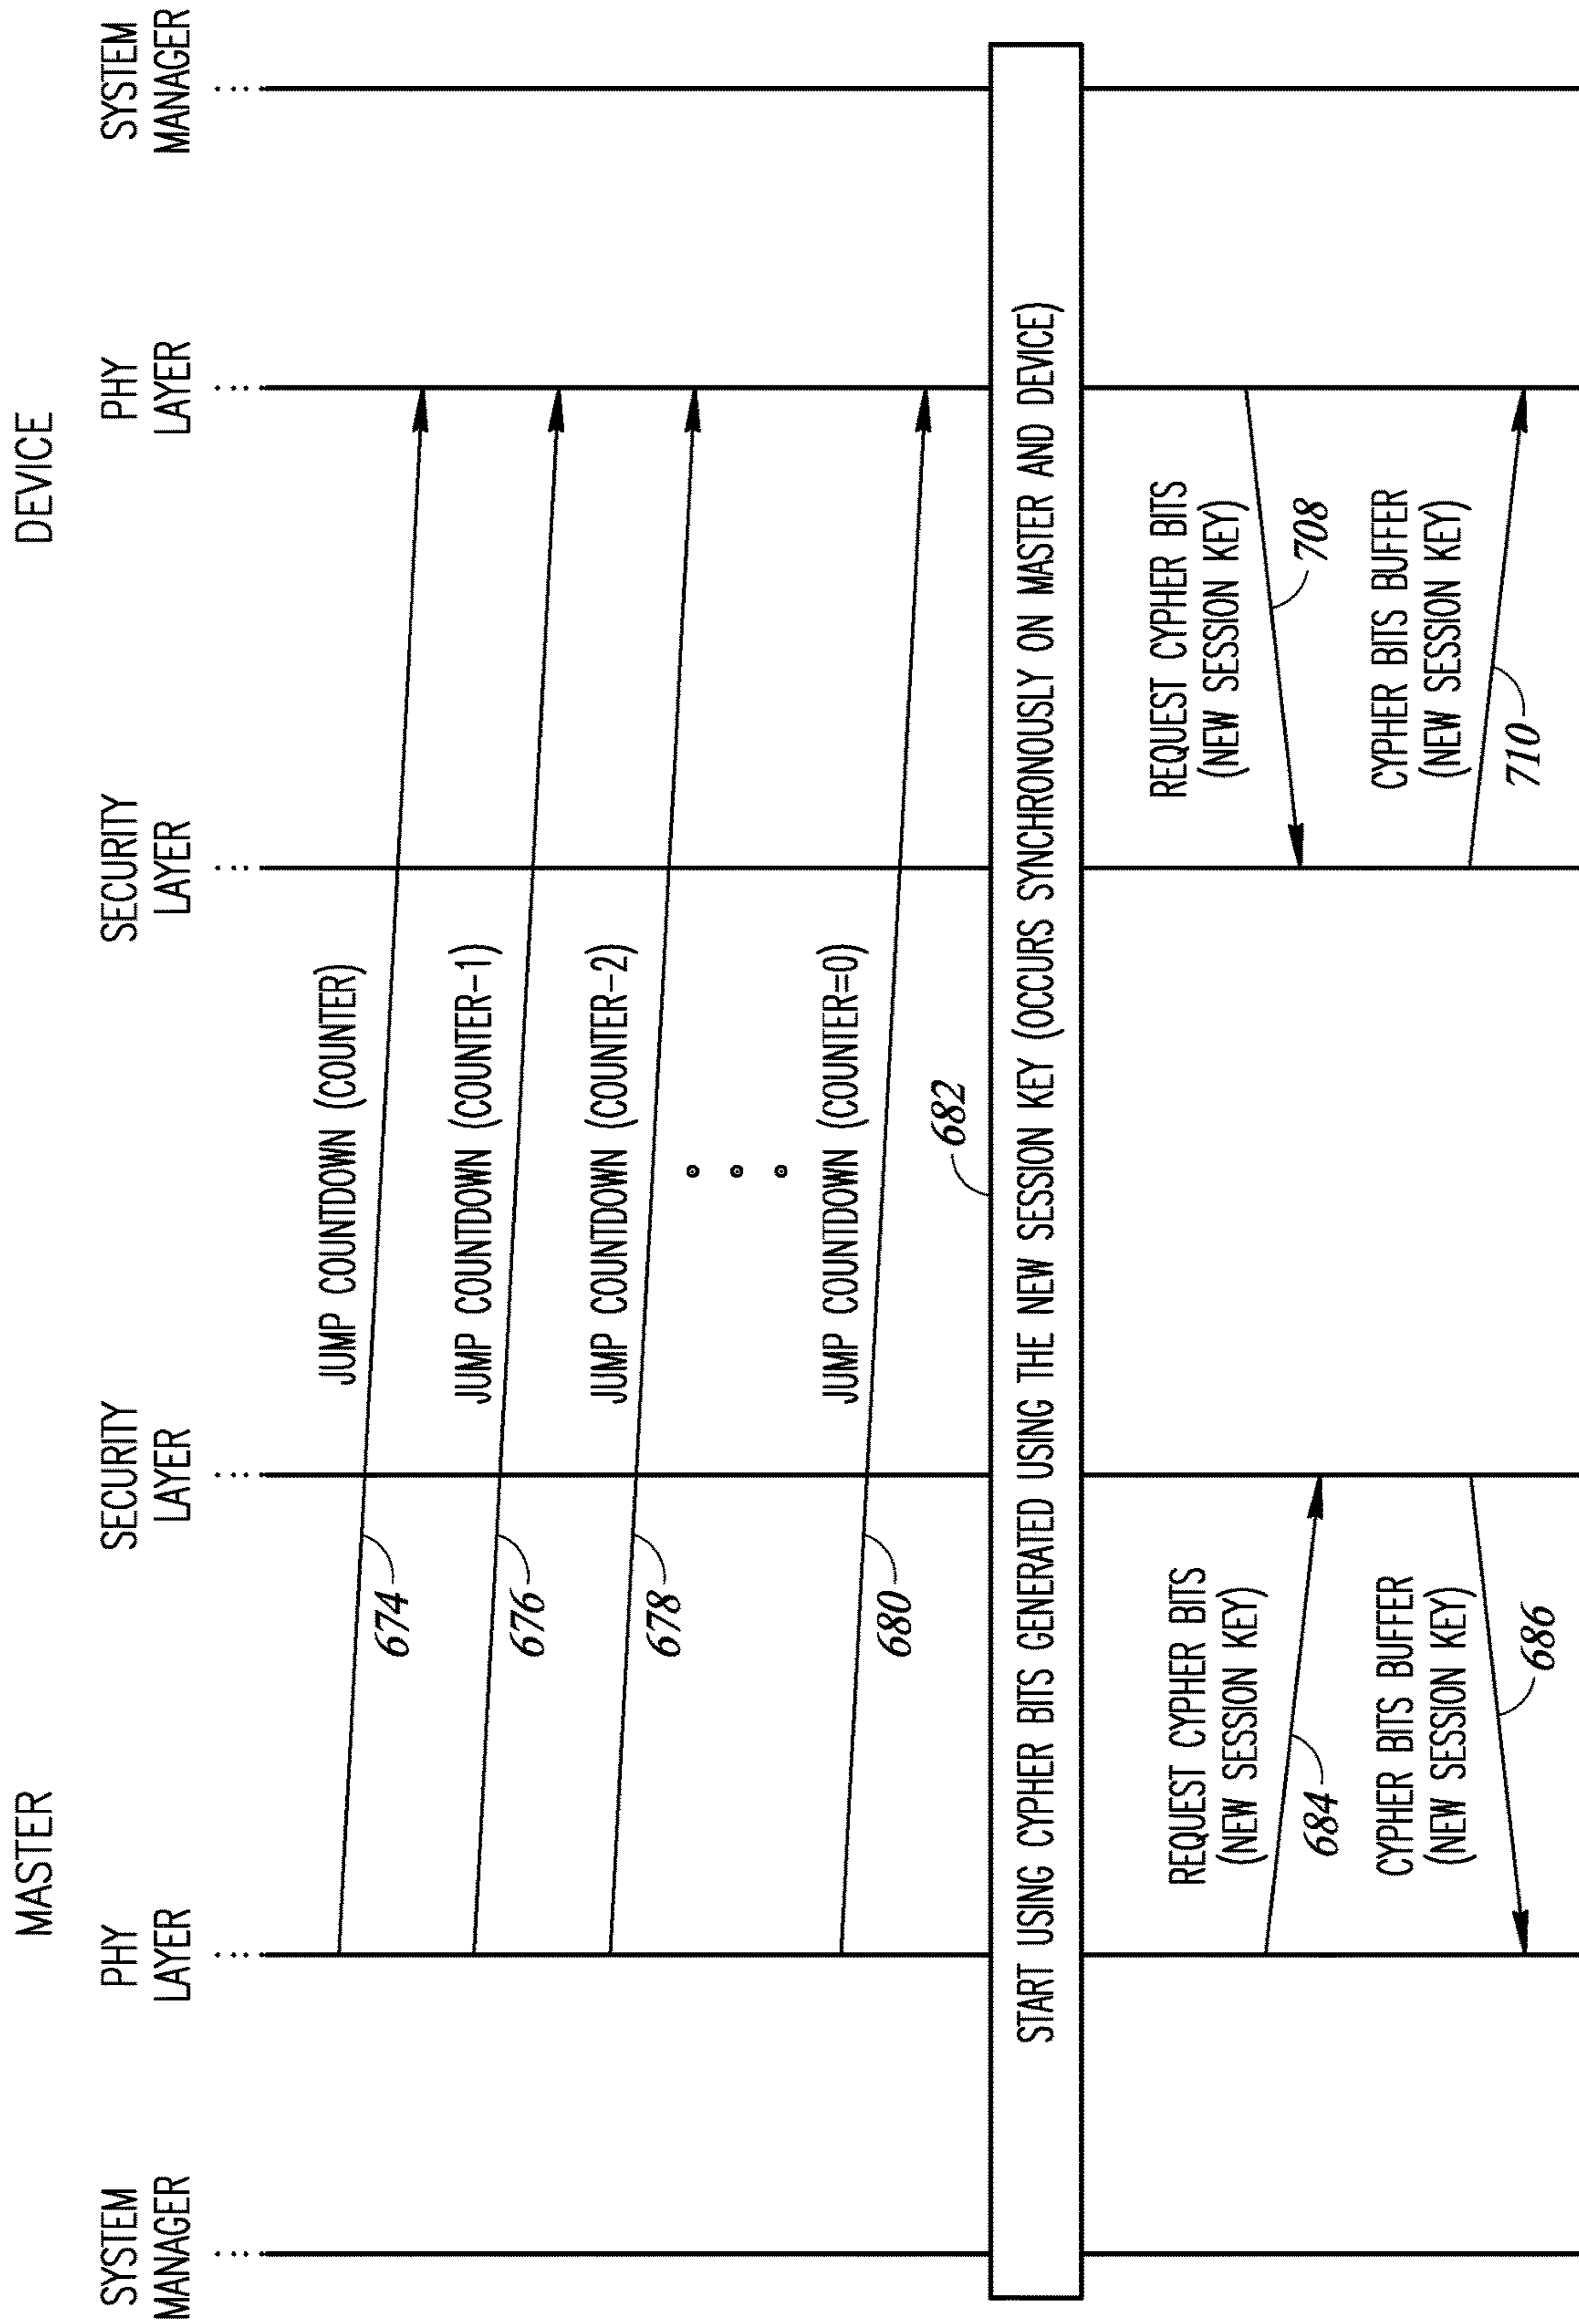 MASTER
DEVICE
SYSTEM
MANAGER
PHY
LAYER
SECURITY
LAYER
SECURITY
LAYER
PHY
LAYER
SYSTEM
MANAGER
JUMP COUNTDOWN (COUNTER)
674
JUMP COUNTDOWN (COUNTER-1)
676
JUMP COUNTDOWN (COUNTER-2)
678
JUMP COUNTDOWN (COUNTER=0)
680
682
START USING CYPHER BITS GENERATED USING THE NEW SESSION KEY (OCCURS SYNCHRONOUSLY ON MASTER AND DEVICE)
REQUEST CYPHER BITS
(NEW SESSION KEY)
684
REQUEST CYPHER BITS
(NEW SESSION KEY)
708
CYPHER BITS BUFFER
(NEW SESSION KEY)
686
CYPHER BITS BUFFER
(NEW SESSION KEY)
710